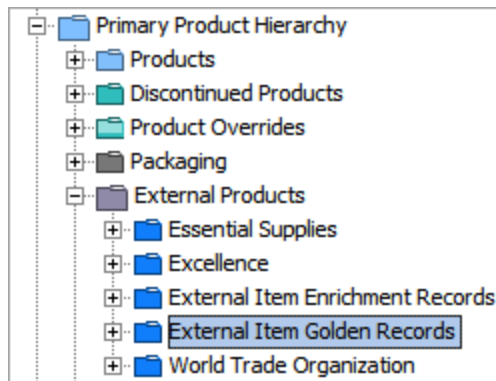 Primary Product Hierarchy
Products
Discontinued Products
Product Overrides
Packaging
External Products
Essential Supplies
Excellence
External Item Enrichment Records
External Item Golden Records
World Trade Organization